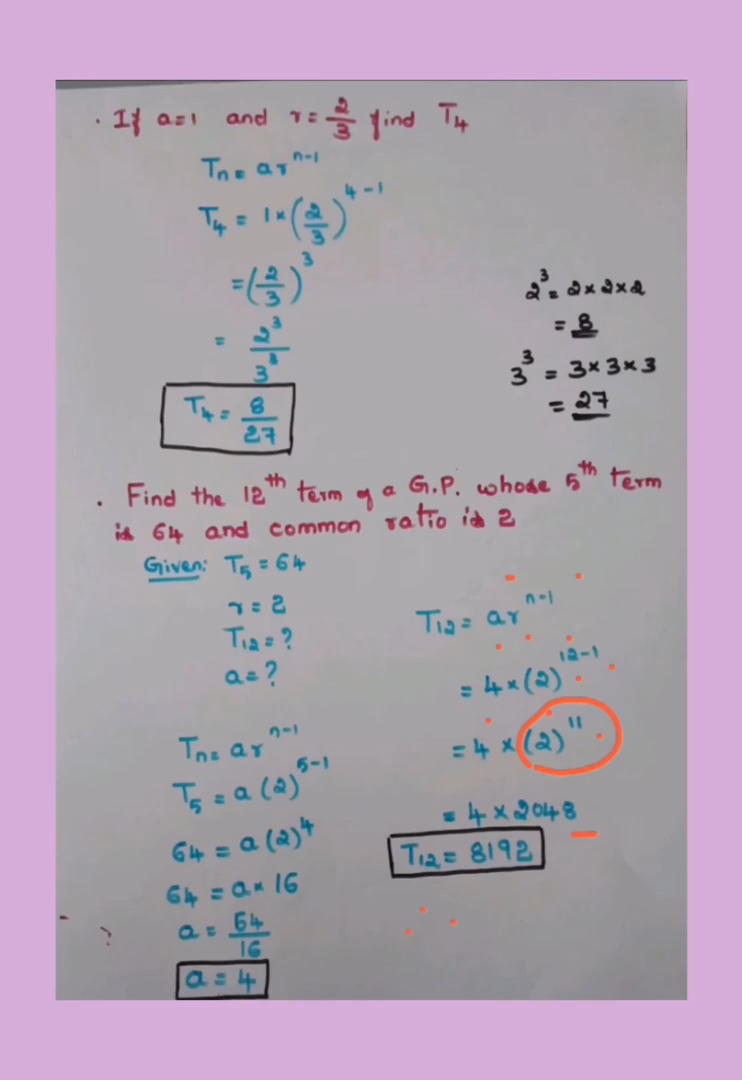 . If a=1 and r = 2/3 find T₄
Tn = ar^(n-1)
T₄ = 1×(2/3)^(4-1)
=(2/3)^3
= 2^3/3^3
T₄ = 8/27
2^3 = 2×2×2
= 8
3^3 = 3×3×3
= 27
. Find the 12th term of a G.P. whose 5th term
is 64 and common ratio is 2
Given: T₅ = 64
r = 2
T₁₂ = ?
a = ?
Tn = ar^(n-1)
T₅ = a(2)^(5-1)
64 = a(2)^4
64 = a× 16
a = 64/16
a = 4
T₁₂ = ar^(n-1)
= 4×(2)^(12-1)
= 4 × (2)^11
= 4 × 2048
T₁₂ = 8192